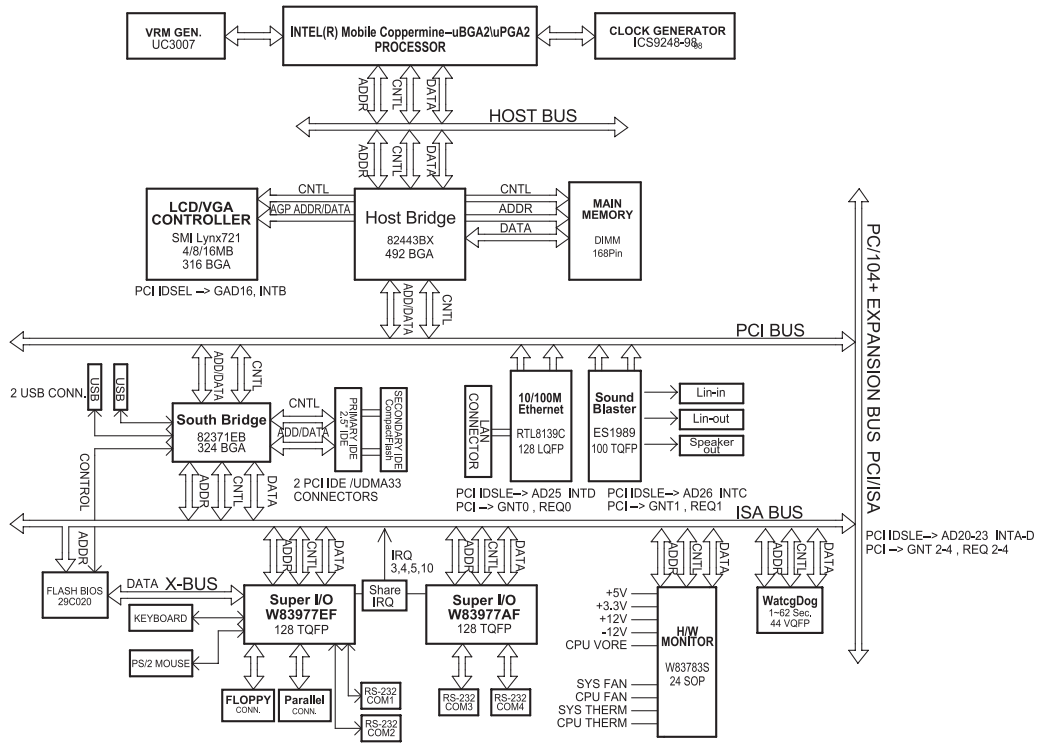 VRM GEN.
UC3007
INTEL(R) Mobile Coppermine–uBGA2\uPGA2
PROCESSOR
CLOCK GENERATOR
ICS9248-98
98
ADDR
CNTL
DATA
HOST BUS
ADDR
CNTL
DATA
LCD/VGA
CONTROLLER
SMI Lynx721
4/8/16MB
316 BGA
CNTL
AGP ADDR/DATA
Host Bridge
82443BX
492 BGA
CNTL
ADDR
DATA
MAIN
MEMORY
DIMM
168Pin
PCI IDSEL –> GAD16, INTB
ADD/DATA
CNTL
PC/104+ EXPANSION BUS PCI/ISA
PCI BUS
2 USB CONN.
USB
USB
ADD/DATA
CNTL
South Bridge
82371EB
324 BGA
CNTL
ADD/DATA
PRIMARY IDE
2.5" IDE
SECONDARY IDE
CompactFlash
2 PCI IDE /UDMA33
CONNECTORS
LAN
CONNECTOR
10/100M
Ethernet
RTL8139C
128 LQFP
Sound
Blaster
ES1989
100 TQFP
Lin-in
Lin-out
Speaker
out
PCI IDSLE–> AD25 INTD
PCI –> GNT0 , REQ0
PCI IDSLE–> AD26 INTC
PCI –> GNT1 , REQ1
CONTROL
ADDR
CNTL
DATA
ISA BUS
PCI IDSLE–> AD20-23 INTA-D
PCI –> GNT 2-4 , REQ 2-4
ADDR
FLASH BIOS
29C020
DATA
X-BUS
ADDR
CNTL
DATA
IRQ
3,4,5,10
Share
IRQ
ADDR
CNTL
DATA
ADDR
CNTL
DATA
ADDR
CNTL
DATA
KEYBOARD
PS/2 MOUSE
Super I/O
W83977EF
128 TQFP
Super I/O
W83977AF
128 TQFP
FLOPPY
CONN.
Parallel
CONN.
RS-232
COM1
RS-232
COM2
RS-232
COM3
RS-232
COM4
+5V
+3.3V
+12V
-12V
CPU VORE
SYS FAN
CPU FAN
SYS THERM
CPU THERM
H/W
MONITOR
W83783S
24 SOP
WatcgDog
1~62 Sec.
44 VQFP